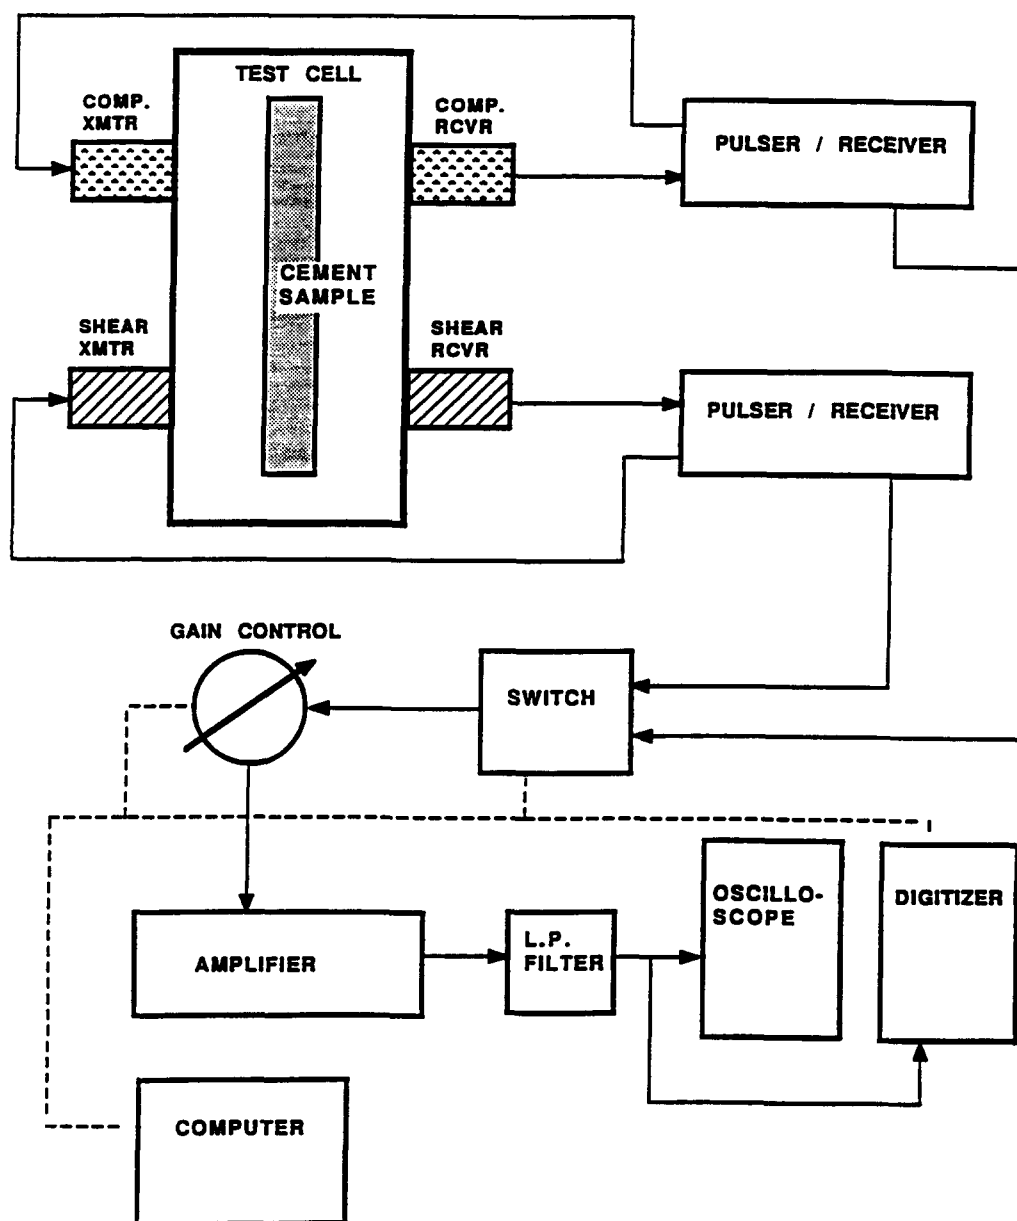 TEST CELL
COMP.
XMTR
COMP.
RCVR
PULSER / RECEIVER
CEMENT
SAMPLE
SHEAR
XMTR
SHEAR
RCVR
PULSER / RECEIVER
GAIN CONTROL
SWITCH
OSCILLO-
SCOPE
DIGITIZER
L.P.
FILTER
AMPLIFIER
COMPUTER